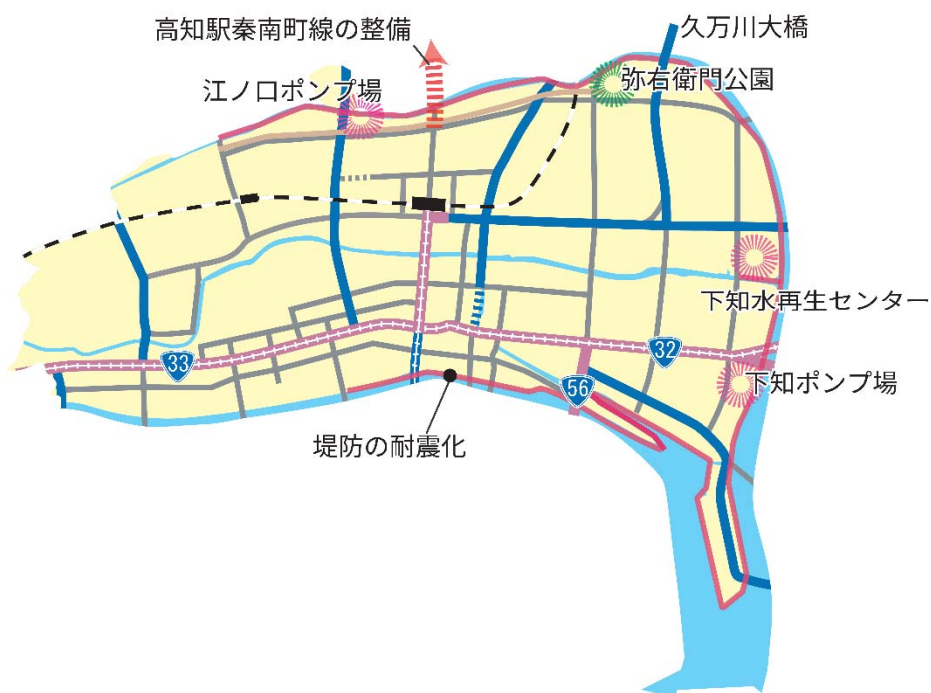 高知駅秦南町線の整備
久万川大橋
江ノ口ポンプ場
弥右衛門公園
下知水再生センター
33
32
56
下知ポンプ場
堤防の耐震化